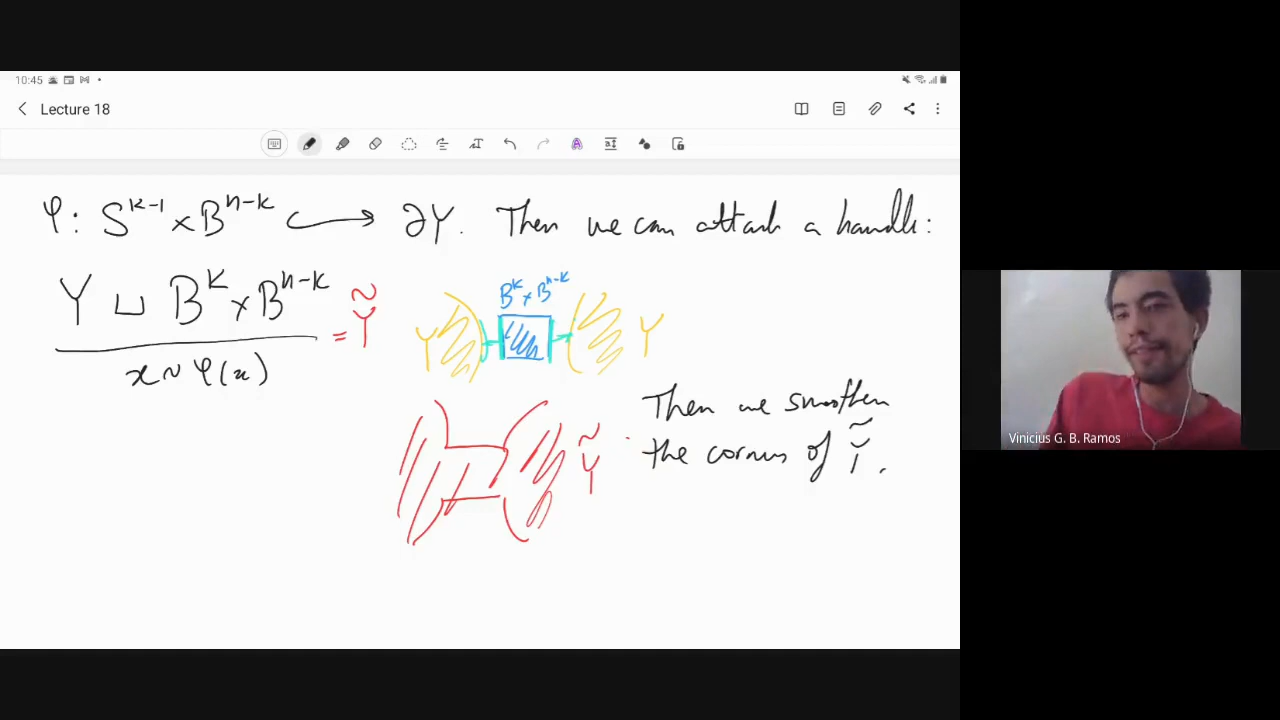 10:45
Lecture 18
φ: S^{k-1} × B^{n-k} ↪ ∂Y. Then we can attach a handle:
Y ⊔ B^k × B^{n-k} = Ỹ
x ~ φ(x)
B^k × B^{n-k}
Y Y
Ỹ
Then we smoothen
the corners of Ỹ.
Vinicius G. B. Ramos